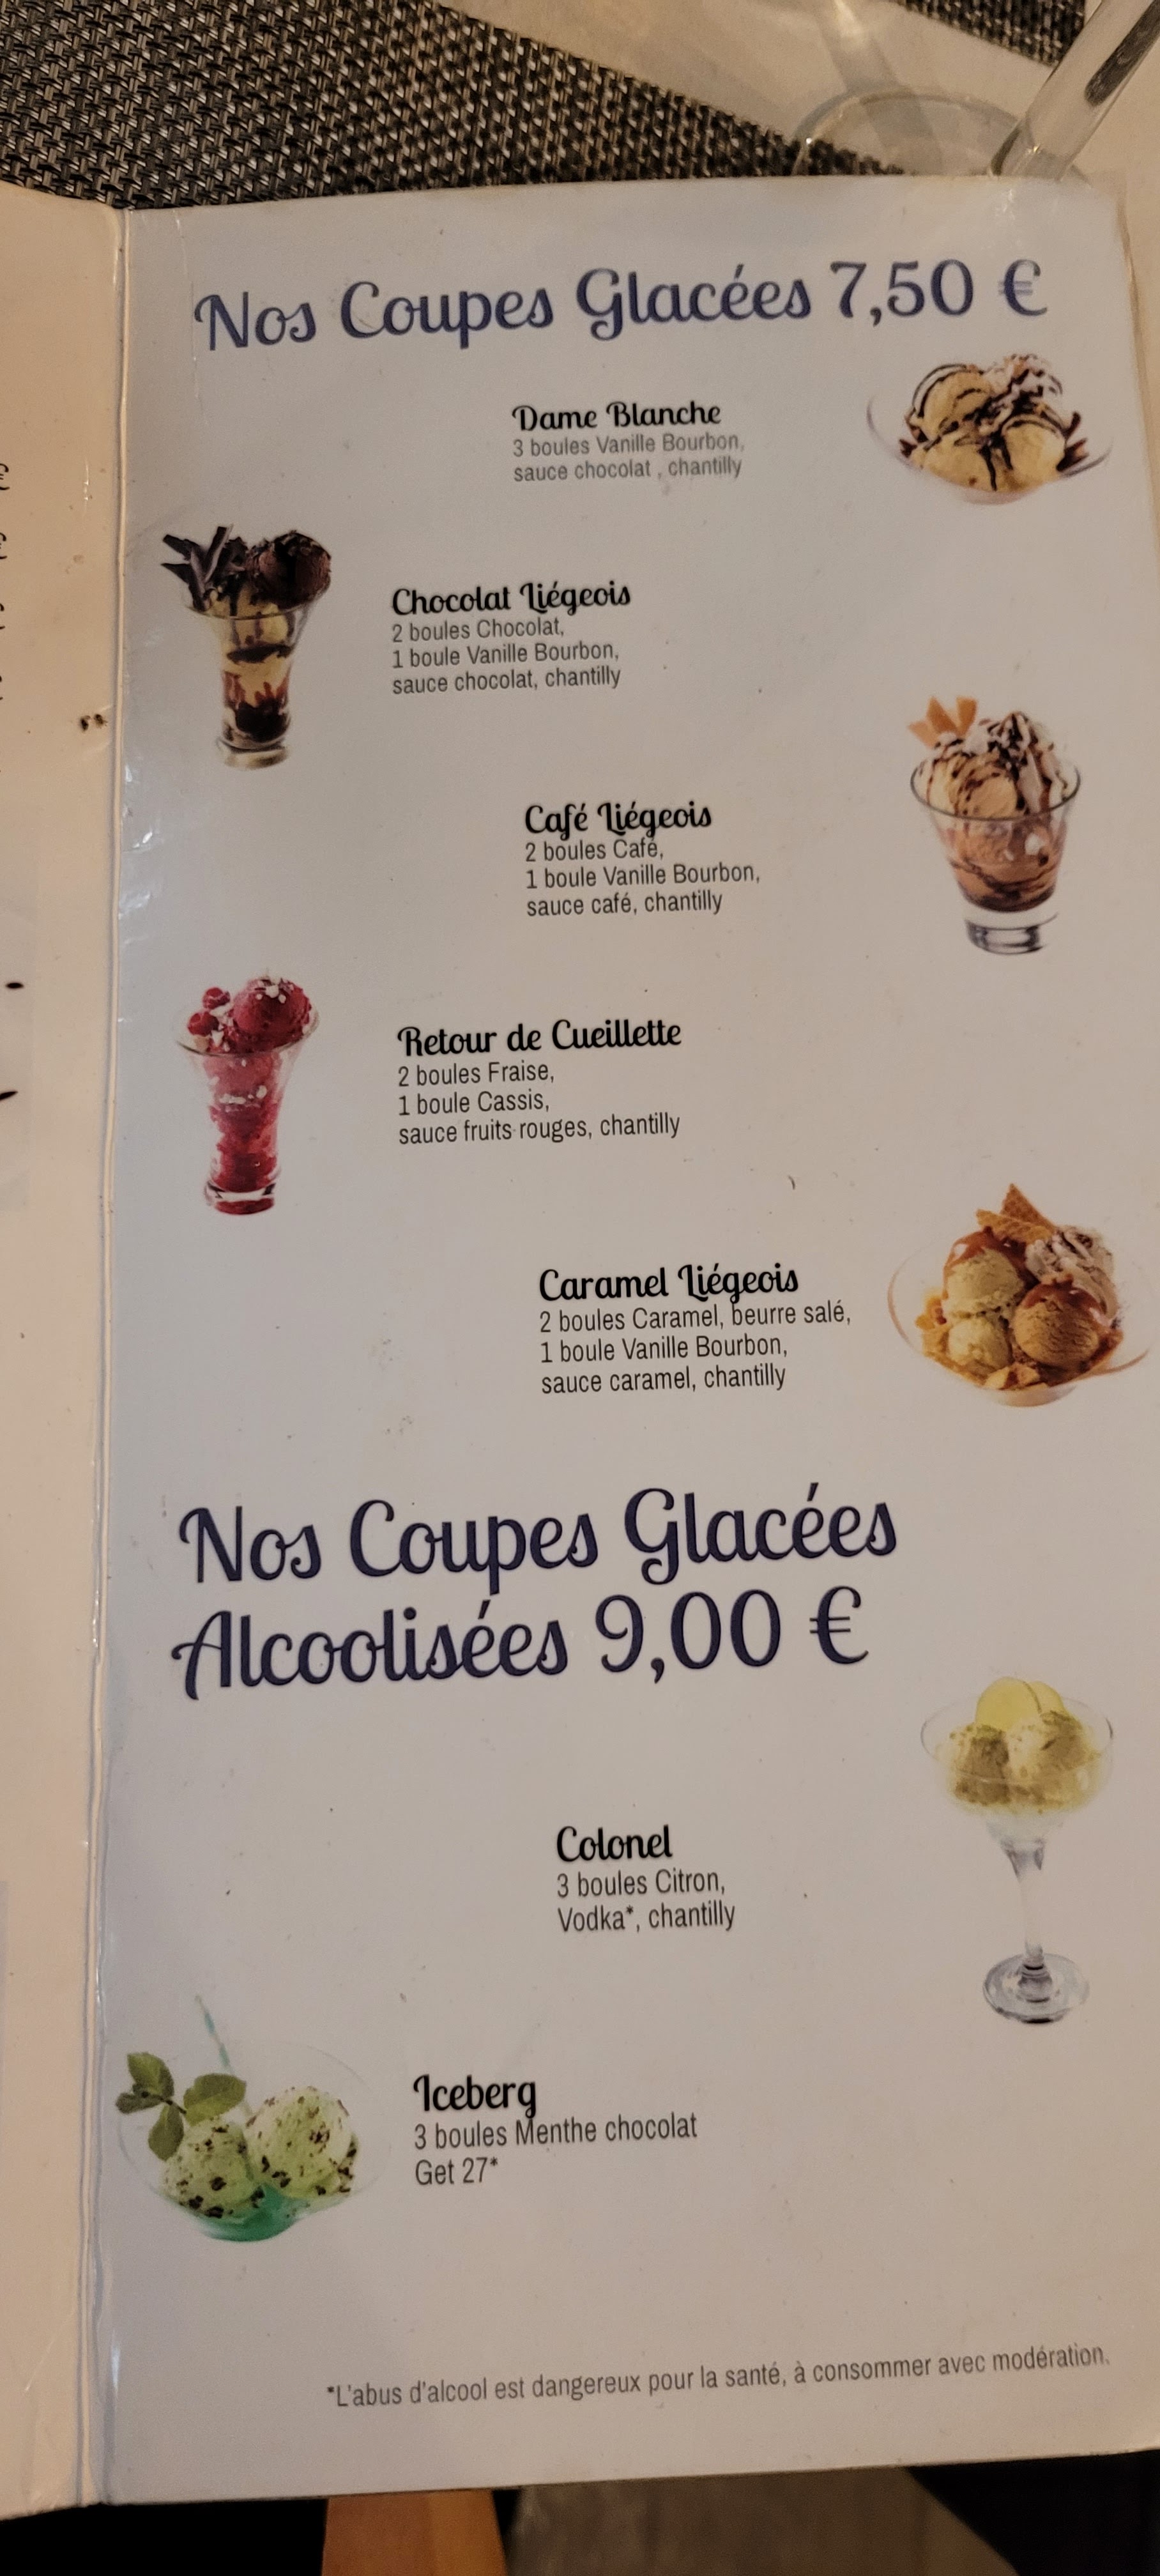 Nos Coupes Glacées 7,50 €
Dame Blanche
3 boules Vanille Bourbon,
sauce chocolat , chantilly
Chocolat Liégeois
2 boules Chocolat,
1 boule Vanille Bourbon,
sauce chocolat, chantilly
Café Liégeois
2 boules Café,
1 boule Vanille Bourbon,
sauce café, chantilly
Retour de Cueillette
2 boules Fraise,
1 boule Cassis,
sauce fruits rouges, chantilly
Caramel Liégeois
2 boules Caramel, beurre salé,
1 boule Vanille Bourbon,
sauce caramel, chantilly
Nos Coupes Glacées
Alcoolisées 9,00 €
Colonel
3 boules Citron,
Vodka*, chantilly
Iceberg
3 boules Menthe chocolat
Get 27*
*L'abus d'alcool est dangereux pour la santé, à consommer avec modération.